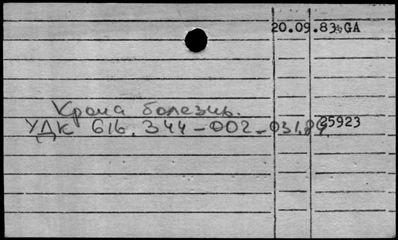 20.09.83 GA
Крона болезнь.
УДК 616.344-002-031.84
25923